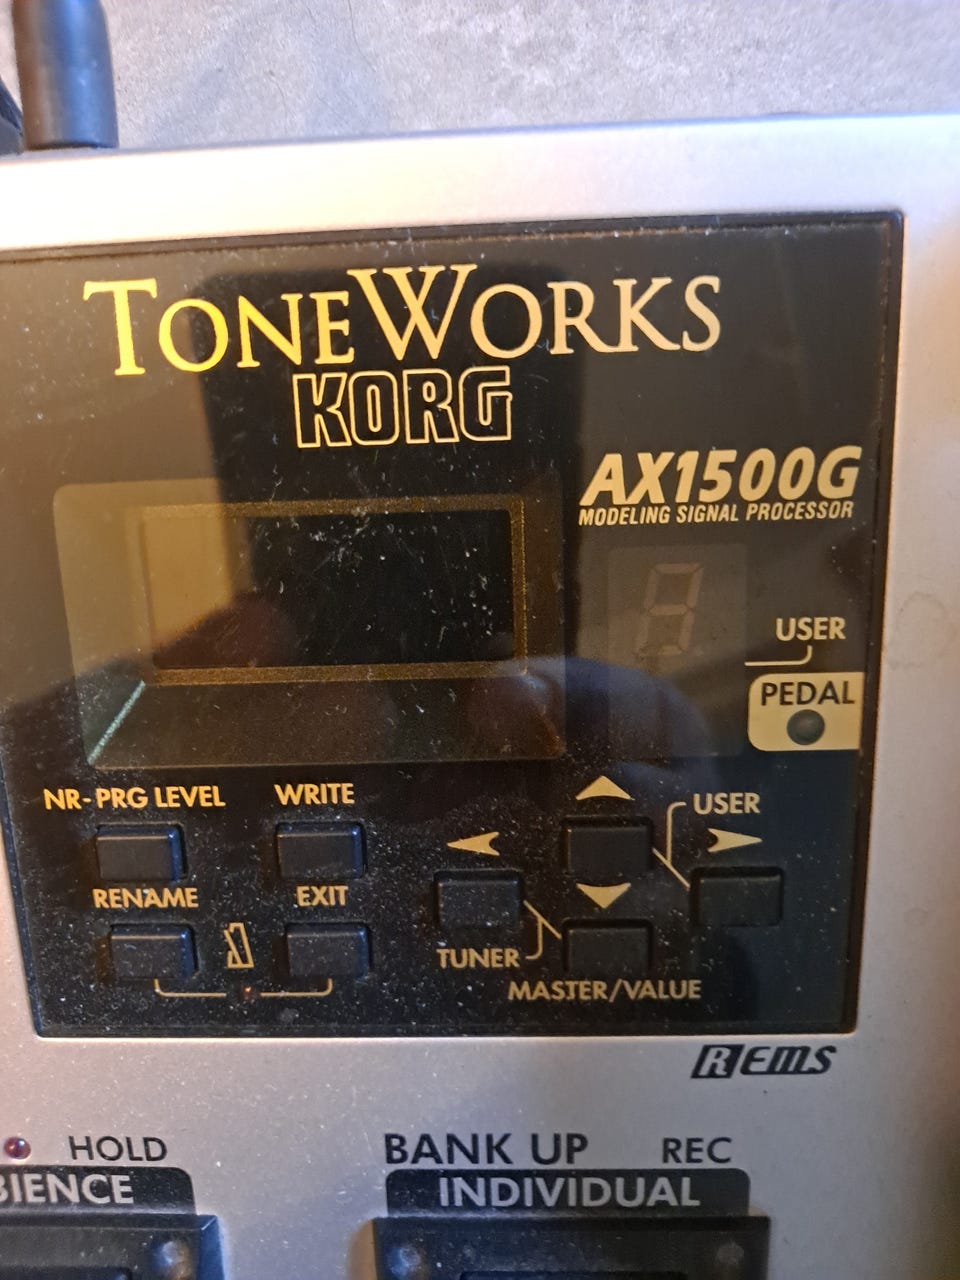 TONEWORKS
KORG
AX1500G
MODELING SIGNAL PROCESSOR
USER
PEDAL
NR-PRG LEVEL
WRITE
USER
RENAME
EXIT
TUNER
MASTER/VALUE
REMS
HOLD
BANK UP
REC
BIENCE
INDIVIDUAL